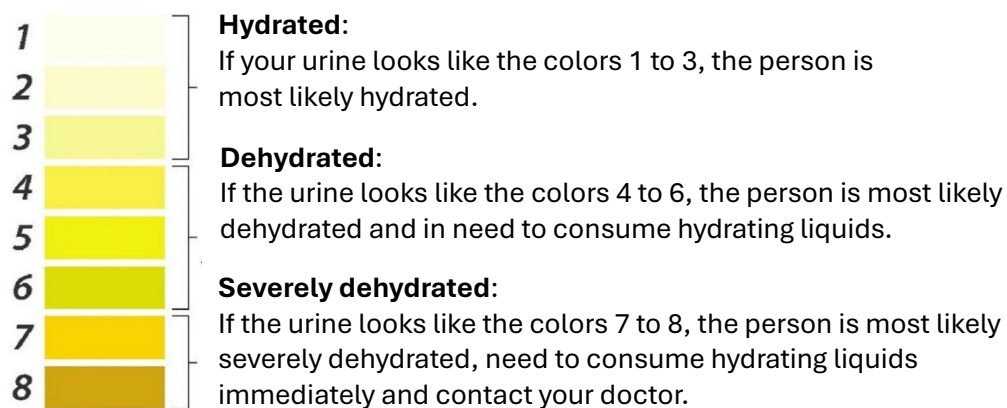 1
2
3
4
5
6
7
8
Hydrated:
If your urine looks like the colors 1 to 3, the person is
most likely hydrated.
Dehydrated:
If the urine looks like the colors 4 to 6, the person is most likely
dehydrated and in need to consume hydrating liquids.
Severely dehydrated:
If the urine looks like the colors 7 to 8, the person is most likely
severely dehydrated, need to consume hydrating liquids
immediately and contact your doctor.